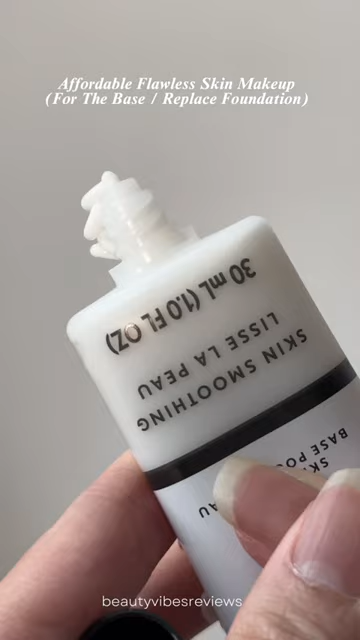 Affordable Flawless Skin Makeup
(For The Base / Replace Foundation)
30 mL (1.0 FL OZ)
LISSE LA PEAU
SKIN SMOOTHING
BASE
beautyvibesreviews